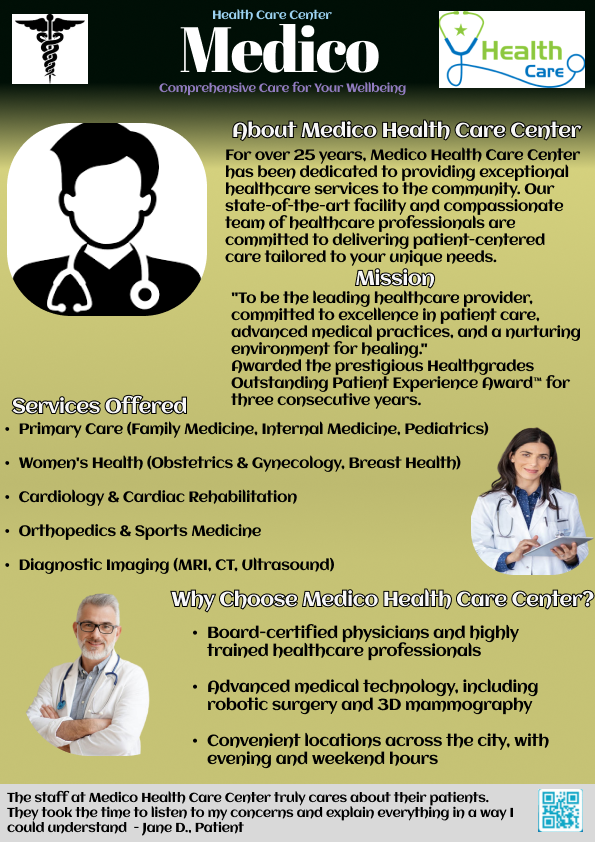 Health Care Center
Medico
Comprehensive Care for Your Wellbeing
Health
Care
About Medico Health Care Center
For over 25 years, Medico Health Care Center
has been dedicated to providing exceptional
healthcare services to the community. Our
state-of-the-art facility and compassionate
team of healthcare professionals are
committed to delivering patient-centered
care tailored to your unique needs.
Mission
"To be the leading healthcare provider,
committed to excellence in patient care,
advanced medical practices, and a nurturing
environment for healing."
Awarded the prestigious Healthgrades
Outstanding Patient Experience Award™ for
three consecutive years.
Services Offered
• Primary Care (Family Medicine, Internal Medicine, Pediatrics)
• Women's Health (Obstetrics & Gynecology, Breast Health)
• Cardiology & Cardiac Rehabilitation
• Orthopedics & Sports Medicine
• Diagnostic Imaging (MRI, CT, Ultrasound)
Why Choose Medico Health Care Center?
• Board-certified physicians and highly
trained healthcare professionals
• Advanced medical technology, including
robotic surgery and 3D mammography
• Convenient locations across the city, with
evening and weekend hours
The staff at Medico Health Care Center truly cares about their patients.
They took the time to listen to my concerns and explain everything in a way I
could understand - Jane D., Patient